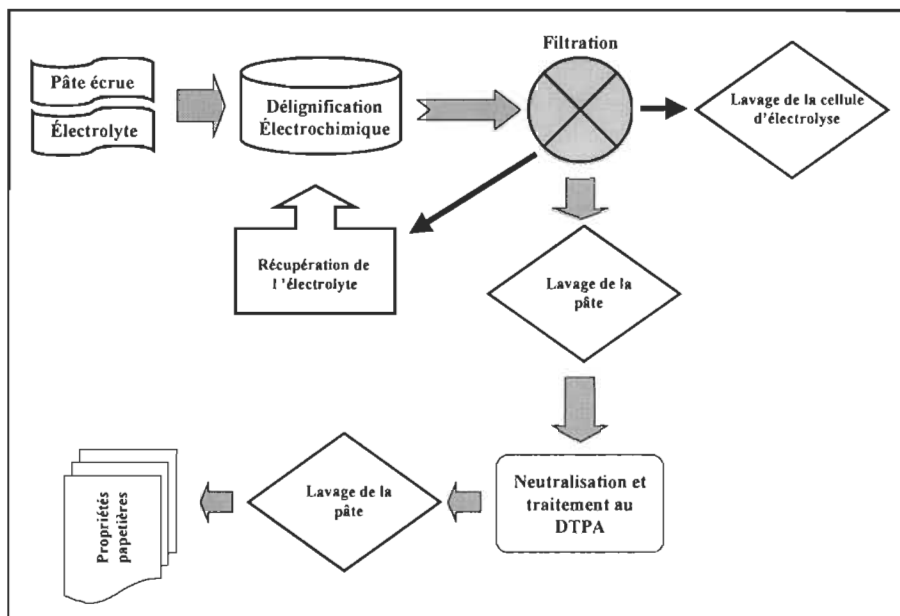 Pâte écrue
Électrolyte
Délignification
Électrochimique
Filtration
Lavage de la cellule
d'électrolyse
Récupération de
l 'électrolyte
Lavage de la
pâte
Neutralisation et
traitement au
DTPA
Lavage de la
pâte
Propriétés
papetières